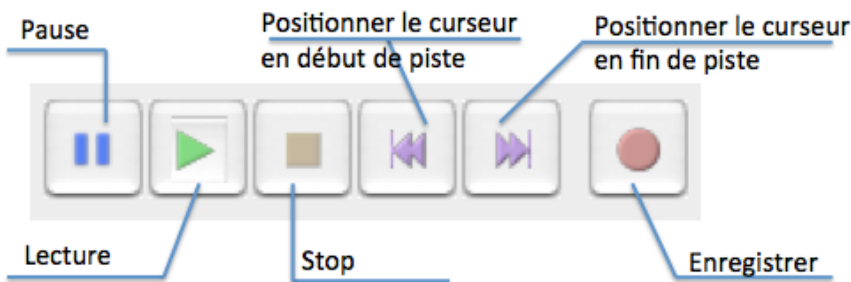 Pause
Positionner le curseur
en début de piste
Positionner le curseur
en fin de piste
Lecture
Stop
Enregistrer